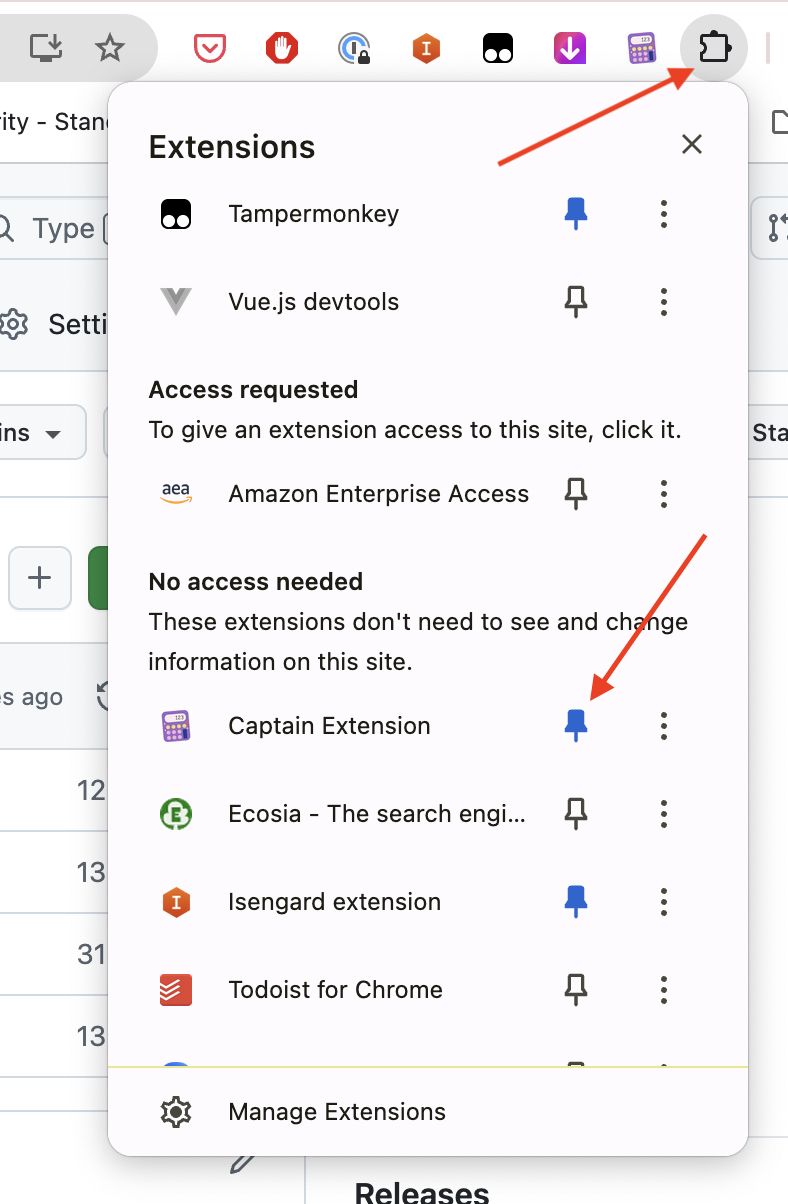 rity - Stand
Extensions
Type
Tampermonkey
Vue.js devtools
Setti
Access requested
To give an extension access to this site, click it.
ins
Sta
aea
Amazon Enterprise Access
No access needed
These extensions don't need to see and change
information on this site.
es ago
Captain Extension
12
Ecosia - The search engi...
13
I
Isengard extension
31
Todoist for Chrome
13
Manage Extensions
Releases